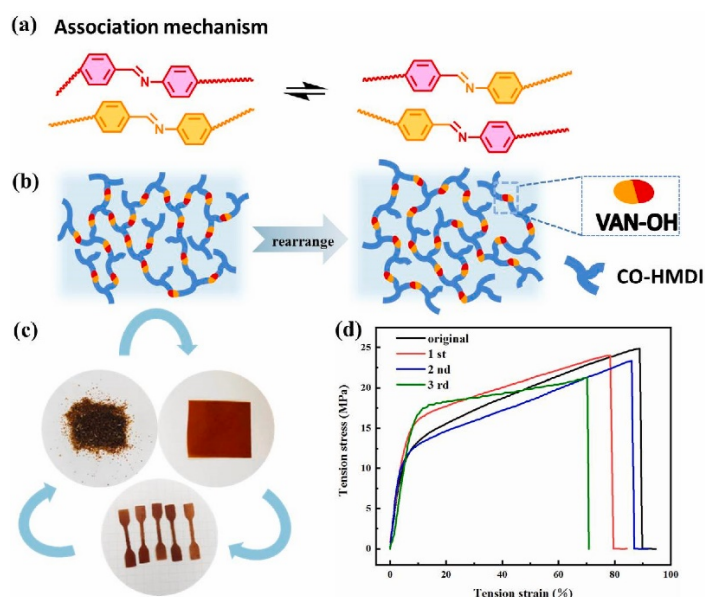 (a) Association mechanism
N
N
N
N
(b)
rearrange
VAN-OH
CO-HMDI
(c)
(d)
original
1 st
2 nd
3 rd
25
20
15
10
5
0
Tension stress (MPa)
0 20 40 60 80 100
Tension strain (%)